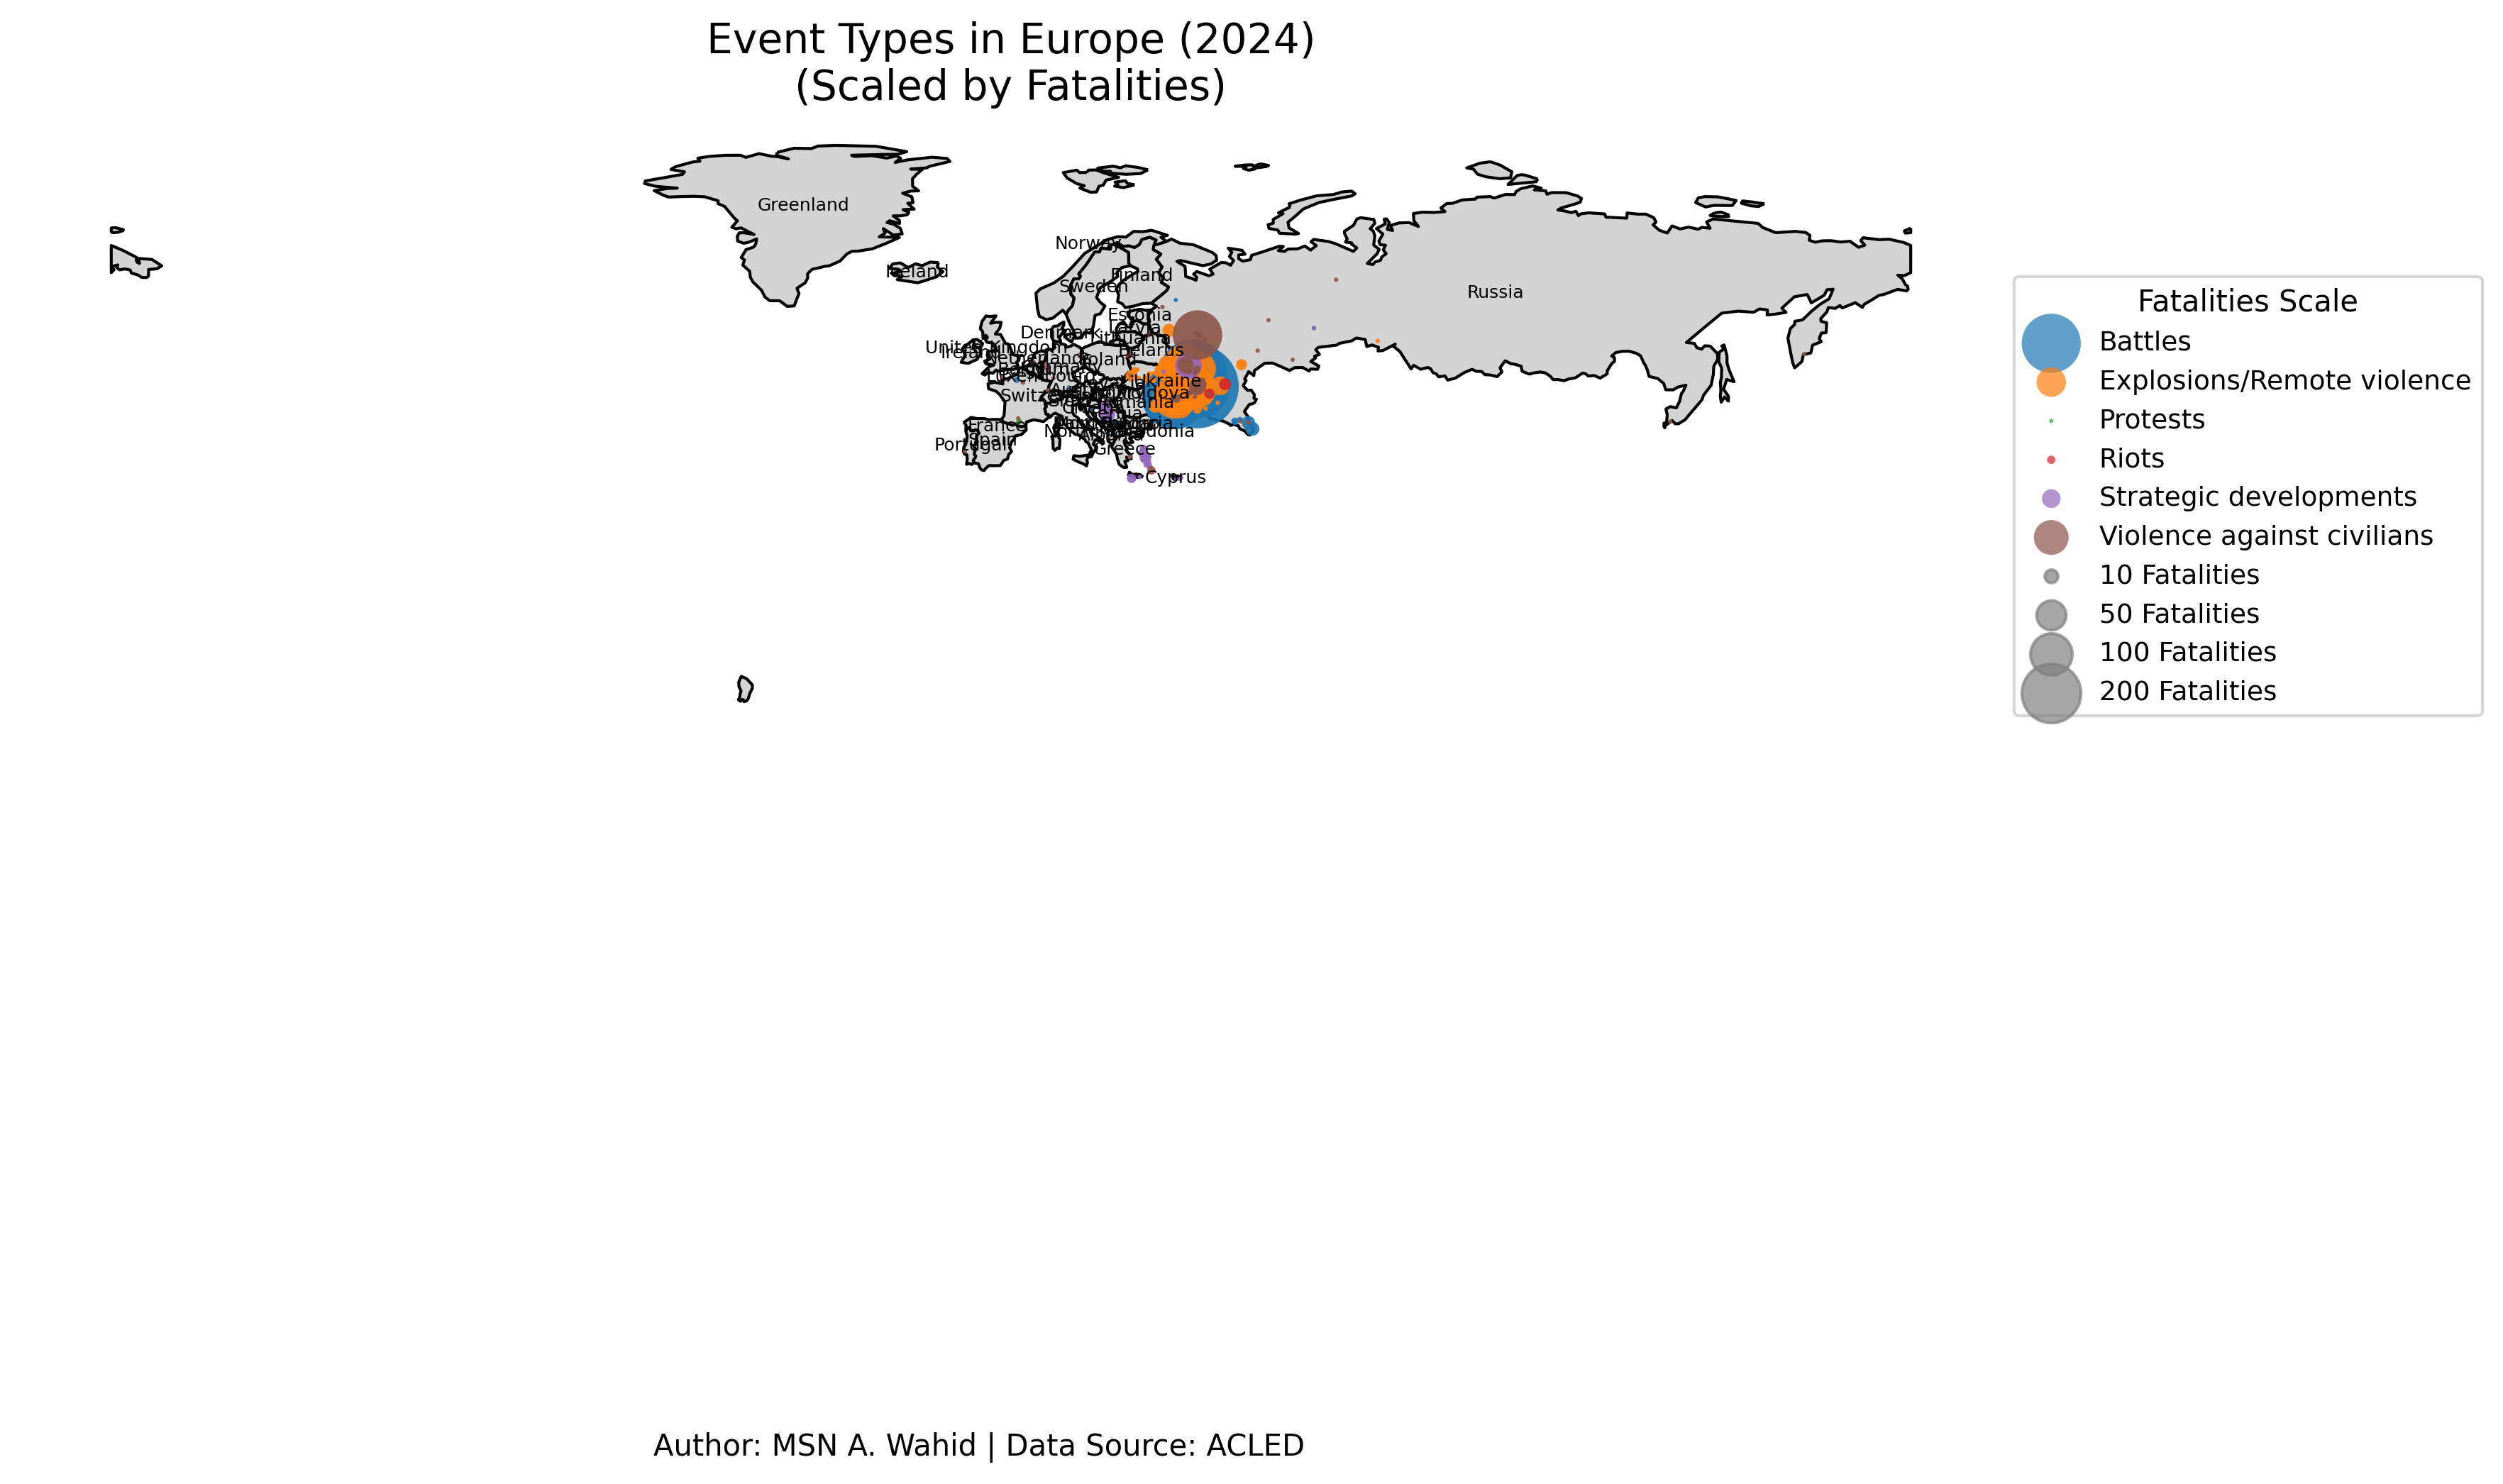 Event Types in Europe (2024)
(Scaled by Fatalities)
Greenland
Norway
Iceland
Finland
Sweden
Russia
Estonia
Latvia
Denmark
Lithuania
United Kingdom
Ireland
Netherlands
Belarus
Poland
Germany
Luxembourg
Ukraine
Moldova
Romania
France
Spain
Portugal
Greece
Cyprus
Fatalities Scale
Battles
Explosions/Remote violence
Protests
Riots
Strategic developments
Violence against civilians
10 Fatalities
50 Fatalities
100 Fatalities
200 Fatalities
Author: MSN A. Wahid | Data Source: ACLED